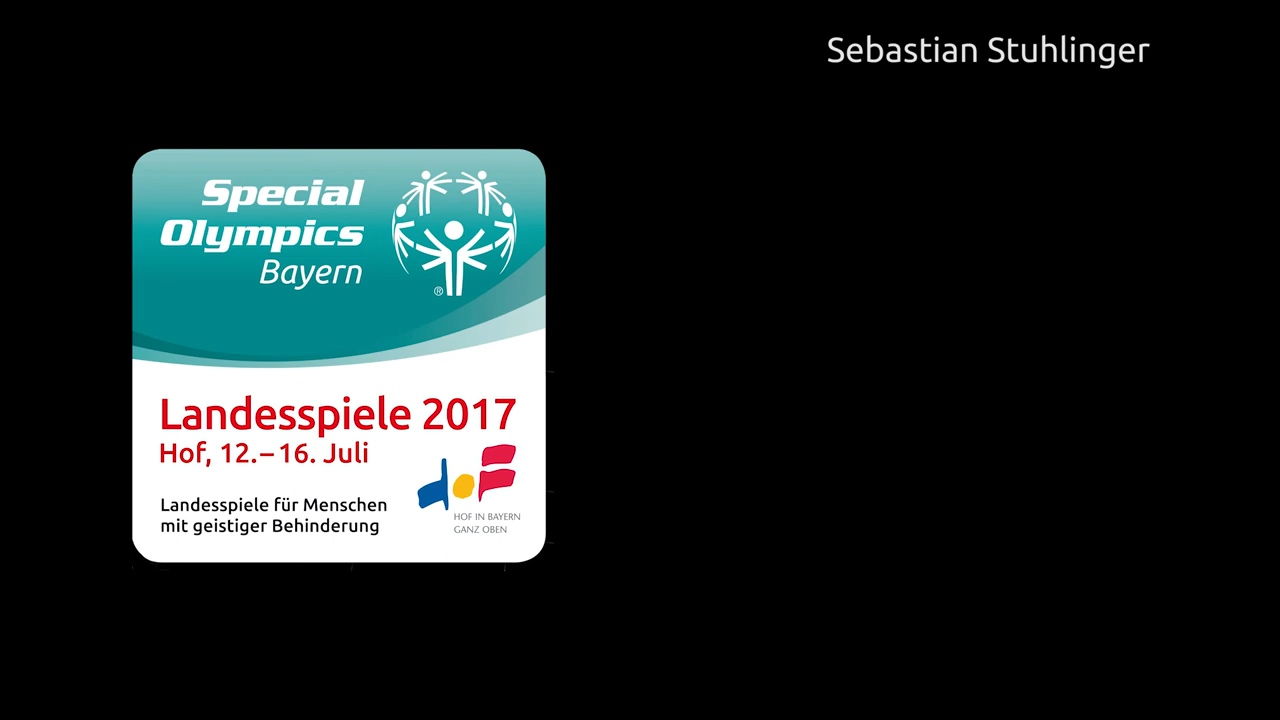 Sebastian Stuhlinger
Special
Olympics
Bayern
®
Landesspiele 2017
Hof, 12. – 16. Juli
Landesspiele für Menschen
mit geistiger Behinderung
HOF
HOF IN BAYERN
GANZ OBEN